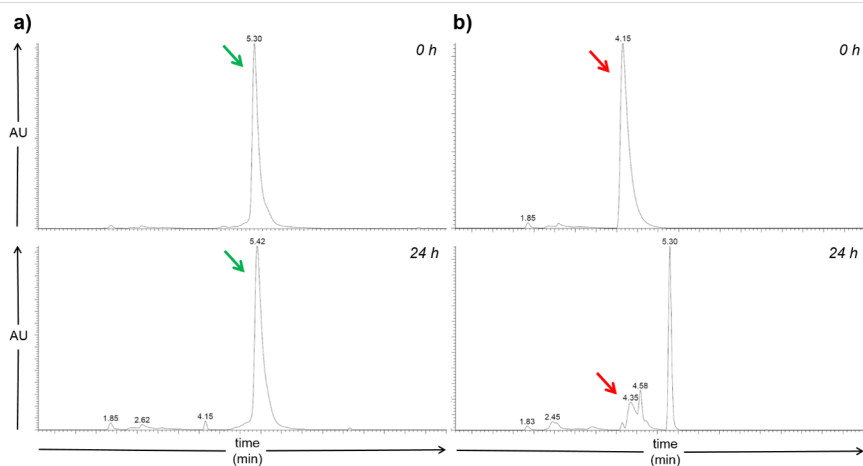 a)
b)
5.30
0 h
AU
4.15
0 h
1.85
5.42
24 h
AU
1.85
2.62
4.15
time
(min)
5.30
24 h
4.58
4.35
2.45
1.83
time
(min)